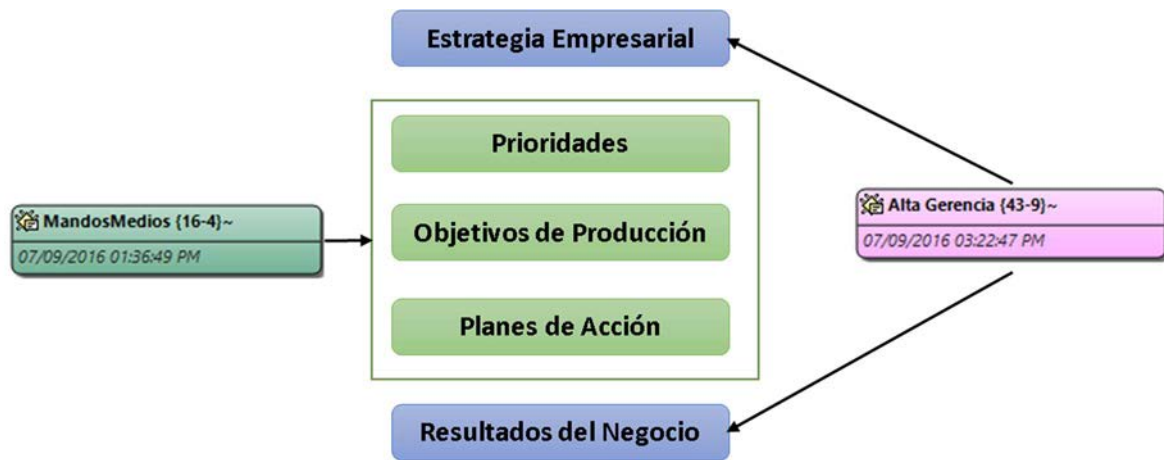 Estrategia Empresarial
Prioridades
MandosMedios {16-4}~
07/09/2016 01:36:49 PM
Objetivos de Producción
Alta Gerencia {43-9}~
07/09/2016 03:22:47 PM
Planes de Acción
Resultados del Negocio